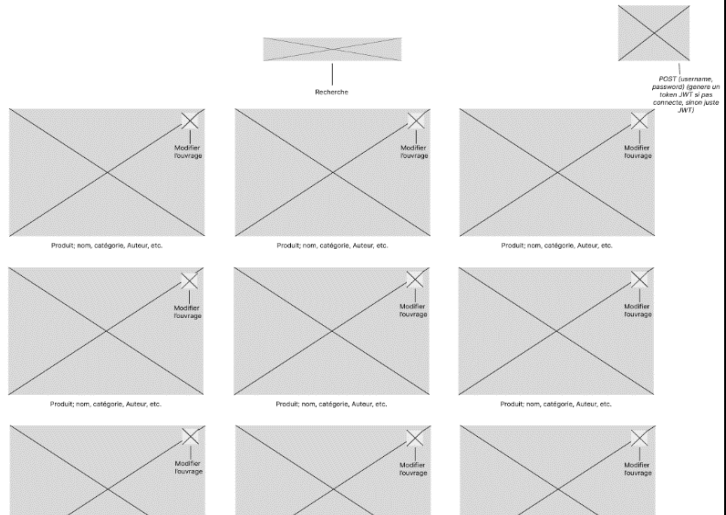 POST (username,
password) (genere un
token JWT si pas
connecte, sinon juste
JWT)
Recherche
Modifier
l'ouvrage
Modifier
l'ouvrage
Modifier
l'ouvrage
Produit; nom, catégorie, Auteur, etc.
Produit; nom, catégorie, Auteur, etc.
Produit; nom, catégorie, Auteur, etc.
Modifier
l'ouvrage
Modifier
l'ouvrage
Modifier
l'ouvrage
Produit; nom, catégorie, Auteur, etc.
Produit; nom, catégorie, Auteur, etc.
Produit; nom, catégorie, Auteur, etc.
Modifier
l'ouvrage
Modifier
l'ouvrage
Modifier
l'ouvrage